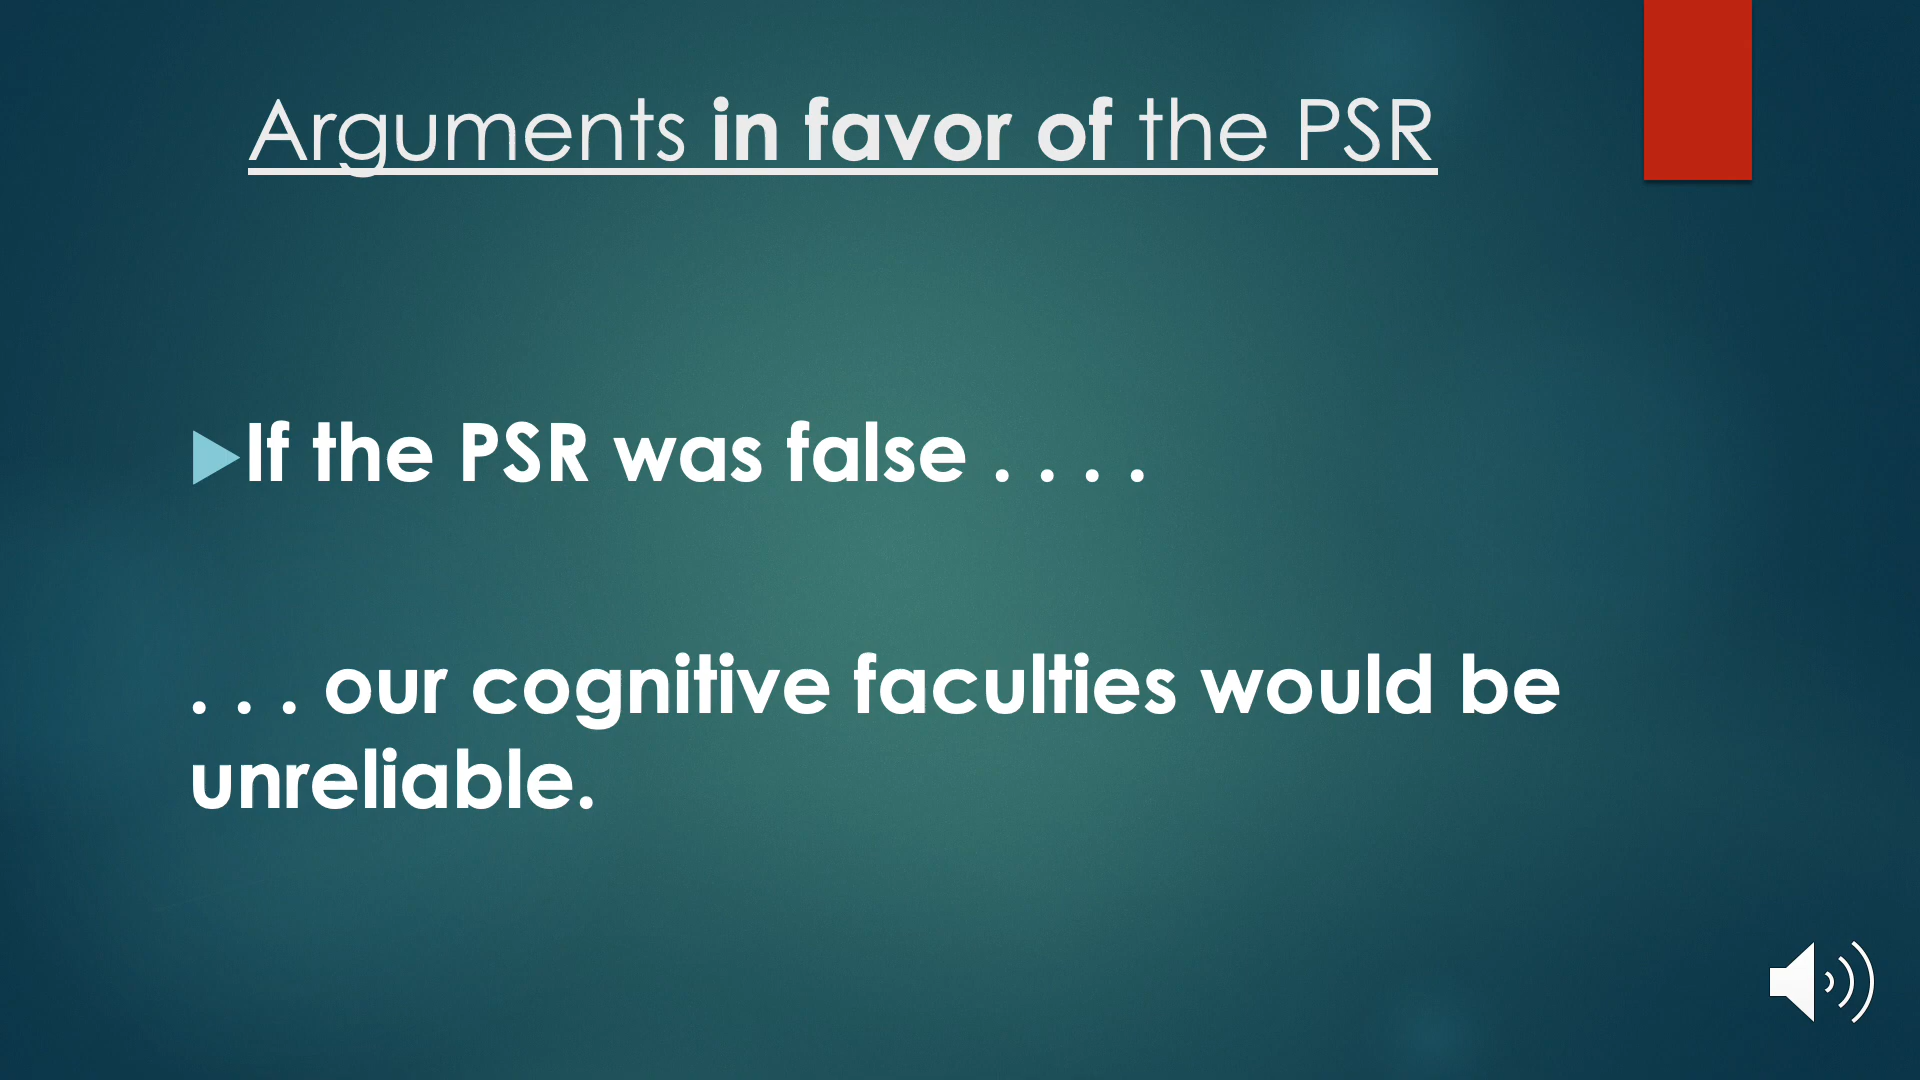 Arguments in favor of the PSR
If the PSR was false . . . .
. . . our cognitive faculties would be
unreliable.